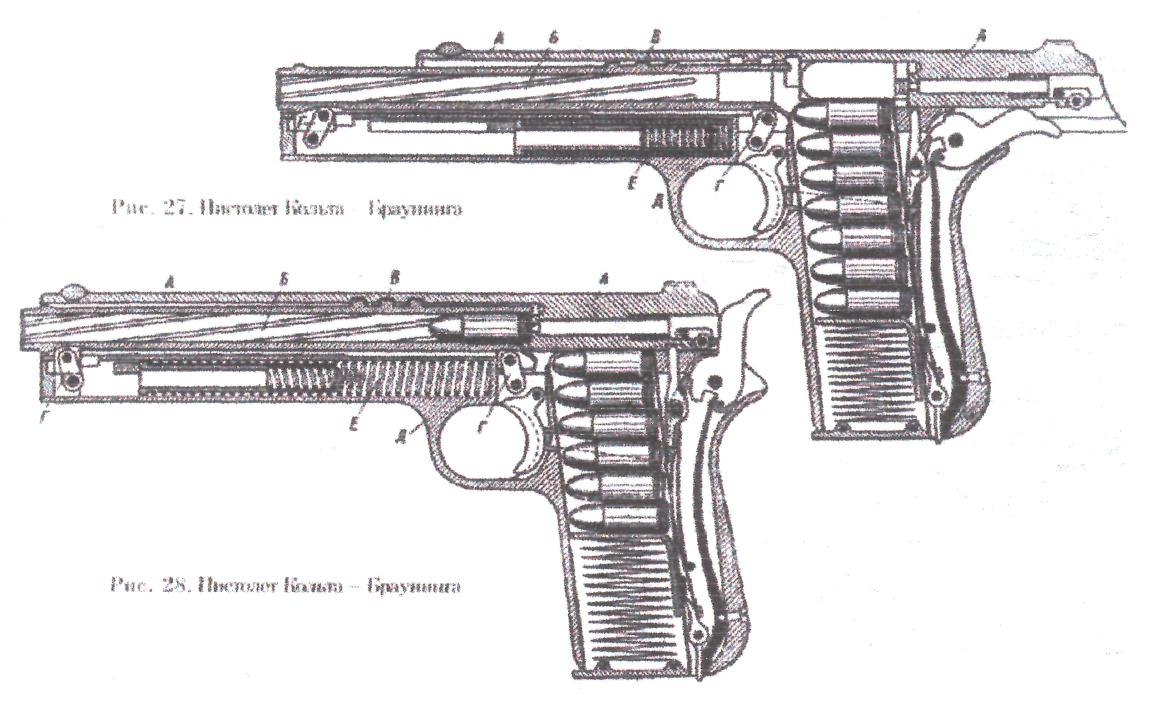 А Б В А
Е Г
Д
Рис. 27. Пистолет Кольта – Браунинга
А Б В А
Г Е Д Г
Рис. 28. Пистолет Кольта – Браунинга